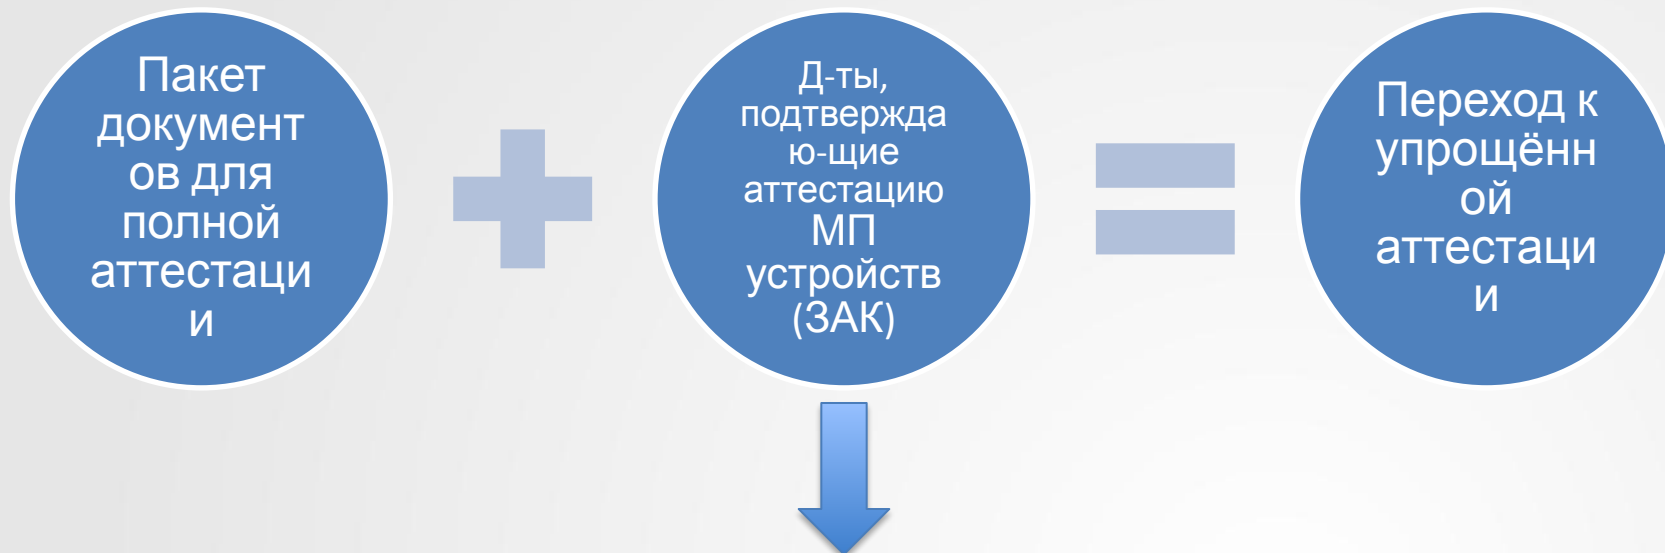 Пакет
документ
ов для
полной
аттестаци
и
Д-ты,
подтвержда
ю-щие
аттестацию
МП
устройств
(ЗАК)
Переход к
упрощённ
ой
аттестаци
и